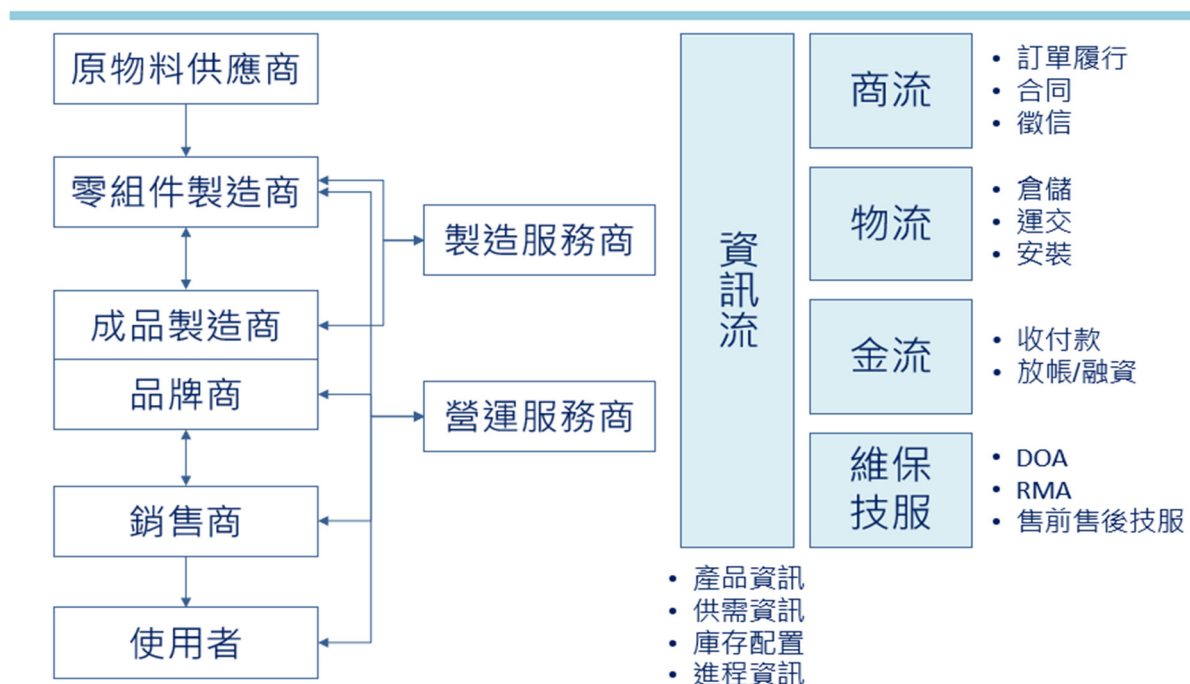 原物料供應商
零組件製造商
製造服務商
成品製造商
品牌商
營運服務商
銷售商
使用者
資訊流
• 產品資訊
• 供需資訊
• 庫存配置
• 進程資訊
商流
• 訂單履行
• 合同
• 徵信
物流
• 倉儲
• 運交
• 安裝
金流
• 收付款
• 放帳/融資
維保
技服
• DOA
• RMA
• 售前售後技服